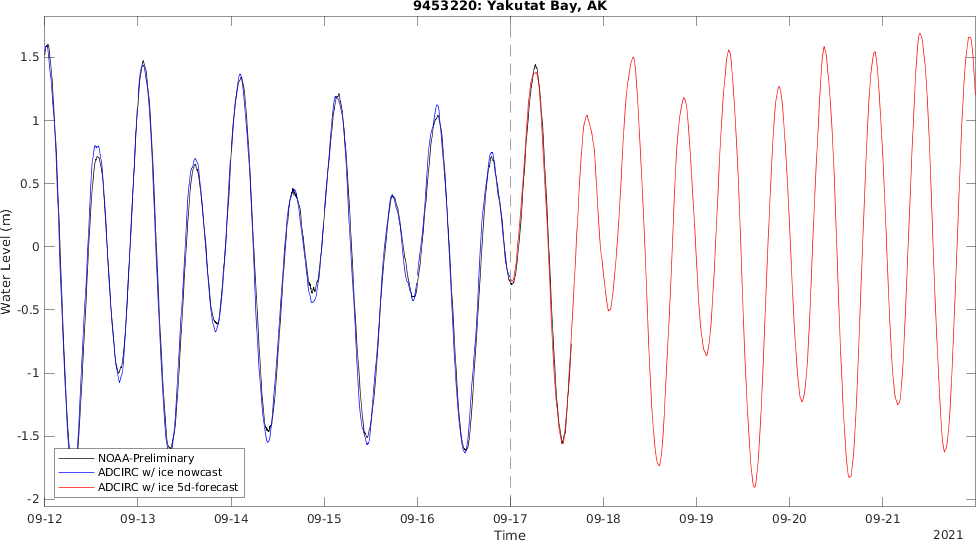 9453220: Yakutat Bay, AK
Water Level (m)
1.5
1
0.5
0
-0.5
-1
-1.5
-2
NOAA-Preliminary
ADCIRC w/ ice nowcast
ADCIRC w/ ice 5d-forecast
09-12 09-13 09-14 09-15 09-16 09-17 09-18 09-19 09-20 09-21
Time
2021